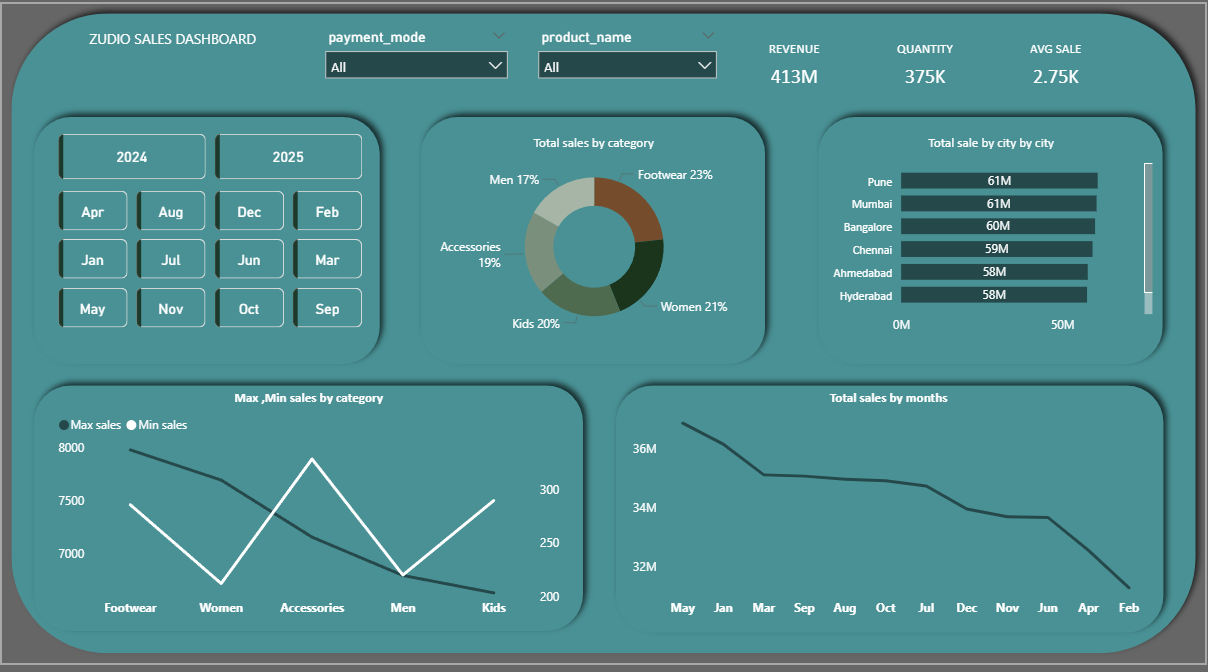 ZUDIO SALES DASHBOARD
payment_mode
All
product_name
All
REVENUE
413M
QUANTITY
375K
AVG SALE
2.75K
2024
2025
Apr
Aug
Dec
Feb
Jan
Jul
Jun
Mar
May
Nov
Oct
Sep
Total sales by category
Men 17%
Footwear 23%
Accessories
19%
Women 21%
Kids 20%
Total sale by city by city
Pune 61M
Mumbai 61M
Bangalore 60M
Chennai 59M
Ahmedabad 58M
Hyderabad 58M
0M 50M
Max ,Min sales by category
Max sales Min sales
8000
7500
7000
300
250
200
Footwear Women Accessories Men Kids
Total sales by months
36M
34M
32M
May Jan Mar Sep Aug Oct Jul Dec Nov Jun Apr Feb